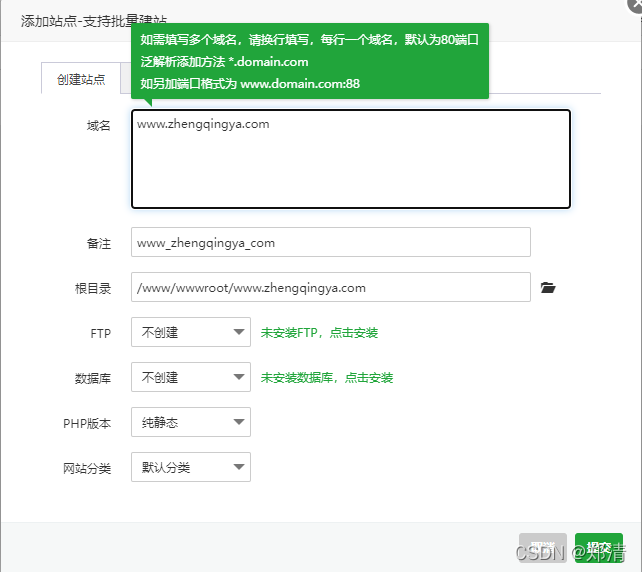 添加站点-支持批量建站
如需填写多个域名，请换行填写，每行一个域名，默认为80端口
泛解析添加方法 *.domain.com
如另加端口格式为 www.domain.com:88
创建站点
域名
www.zhengqingya.com
备注
www_zhengqingya_com
根目录
/www/wwwroot/www.zhengqingya.com
FTP
不创建
未安装FTP，点击安装
数据库
不创建
未安装数据库，点击安装
PHP版本
纯静态
网站分类
默认分类
提交
CSDN @郑清